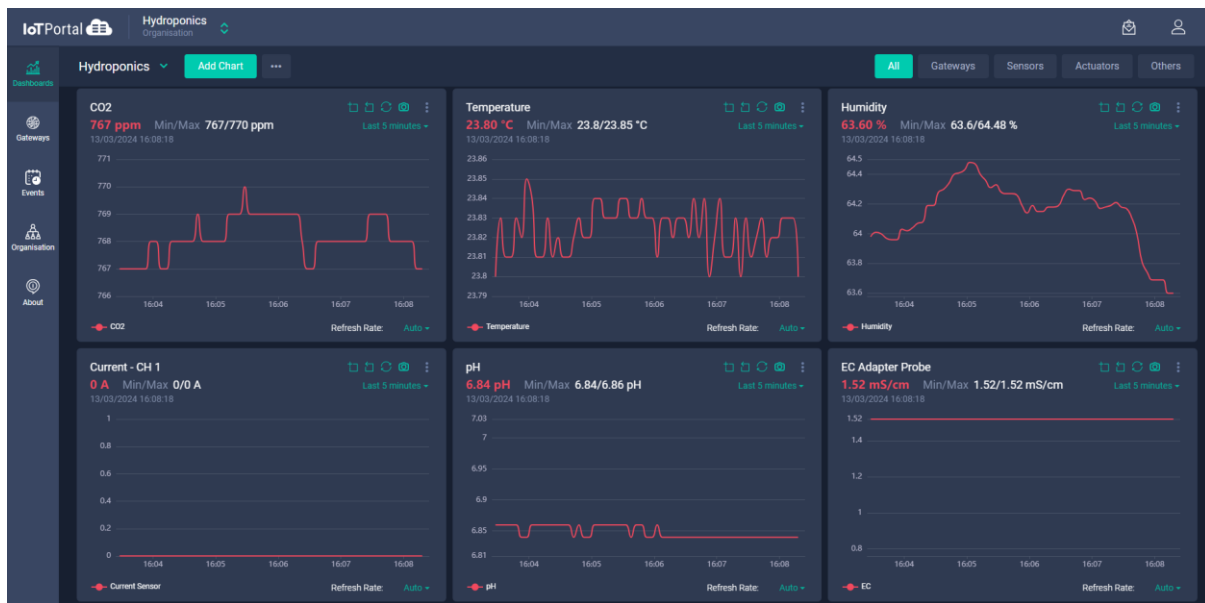 IoTPortal
Hydroponics
Organisation
Dashboards
Gateways
Events
Organisation
About
Hydroponics
Add Chart
...
All
Gateways
Sensors
Actuators
Others
CO2
767 ppm Min/Max 767/770 ppm
Last 5 minutes
13/03/2024 16:08:18
771
770
769
768
767
766
16:04 16:05 16:06 16:07 16:08
CO2
Refresh Rate: Auto
Temperature
23.80 °C Min/Max 23.8/23.85 °C
Last 5 minutes
13/03/2024 16:08:18
23.86
23.85
23.84
23.83
23.82
23.81
23.8
23.79
16:04 16:05 16:06 16:07 16:08
Temperature
Refresh Rate: Auto
Humidity
63.60 % Min/Max 63.6/64.48 %
Last 5 minutes
13/03/2024 16:08:18
64.5
64.4
64.2
64
63.8
63.6
16:04 16:05 16:06 16:07 16:08
Humidity
Refresh Rate: Auto
Current - CH 1
0 A Min/Max 0/0 A
Last 5 minutes
13/03/2024 16:08:18
1
0.8
0.6
0.4
0.2
0
16:04 16:05 16:06 16:07 16:08
Current Sensor
Refresh Rate: Auto
pH
6.84 pH Min/Max 6.84/6.86 pH
Last 5 minutes
13/03/2024 16:08:18
7.03
7
6.95
6.9
6.85
6.81
16:04 16:05 16:06 16:07 16:08
pH
Refresh Rate: Auto
EC Adapter Probe
1.52 mS/cm Min/Max 1.52/1.52 mS/cm
Last 5 minutes
13/03/2024 16:08:18
1.52
1.4
1.2
1
0.8
16:04 16:05 16:06 16:07 16:08
EC
Refresh Rate: Auto